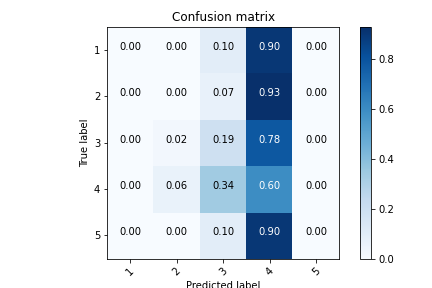 Confusion matrix
1 0.00 0.00 0.10 0.90 0.00
2 0.00 0.00 0.07 0.93 0.00
3 0.00 0.02 0.19 0.78 0.00
4 0.00 0.06 0.34 0.60 0.00
5 0.00 0.00 0.10 0.90 0.00
1 2 3 4 5
True label
Predicted label
0.8
0.6
0.4
0.2
0.0